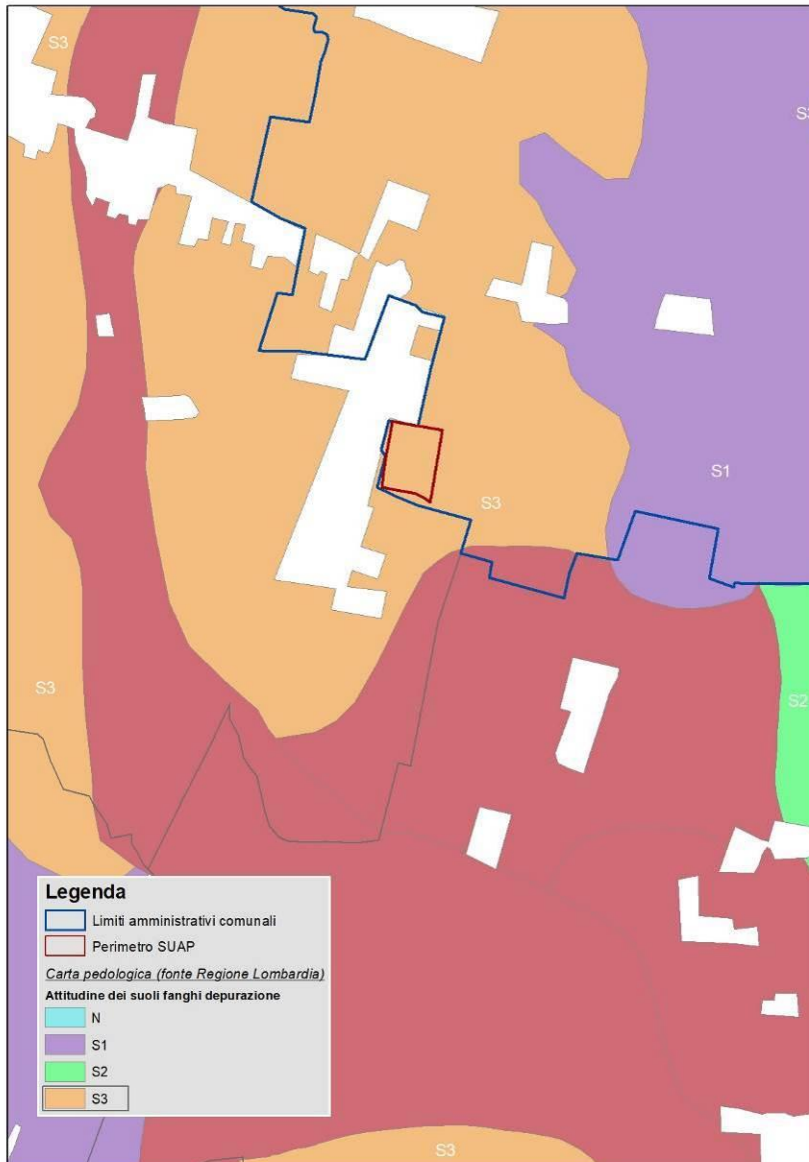 S3
S3
S1
S3
S3
S2
Legenda
Limiti amministrativi comunali
Perimetro SUAP
Carta pedologica (fonte Regione Lombardia)
Attitudine dei suoli fanghi depurazione
N
S1
S2
S3
S3